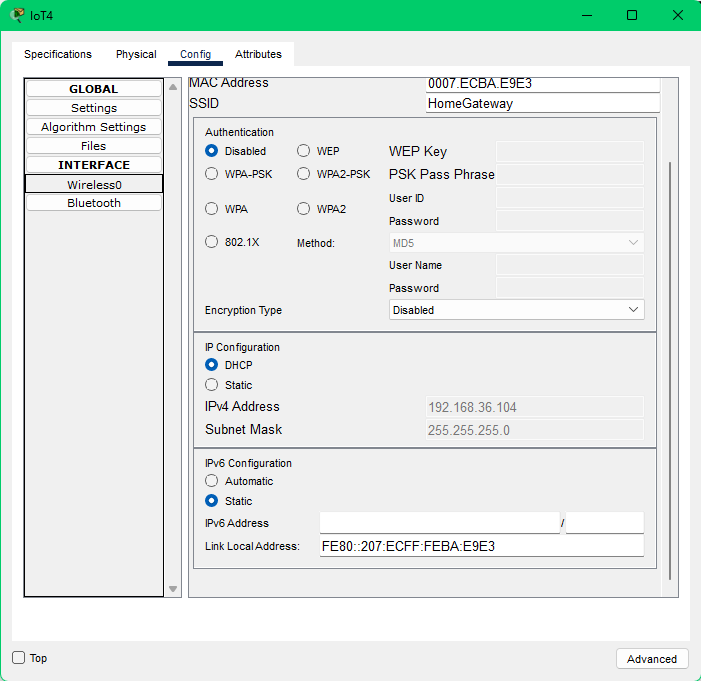 IoT4
Specifications Physical Config Attributes
GLOBAL
Settings
Algorithm Settings
Files
INTERFACE
Wireless0
Bluetooth
MAC Address 0007.ECBA.E9E3
SSID HomeGateway
Authentication
Disabled WEP WEP Key
WPA-PSK WPA2-PSK PSK Pass Phrase
User ID
WPA WPA2 Password
802.1X Method: MD5
User Name
Password
Encryption Type Disabled
IP Configuration
DHCP
Static
IPv4 Address 192.168.36.104
Subnet Mask 255.255.255.0
IPv6 Configuration
Automatic
Static
IPv6 Address /
Link Local Address: FE80::207:ECFF:FEBA:E9E3
Top Advanced